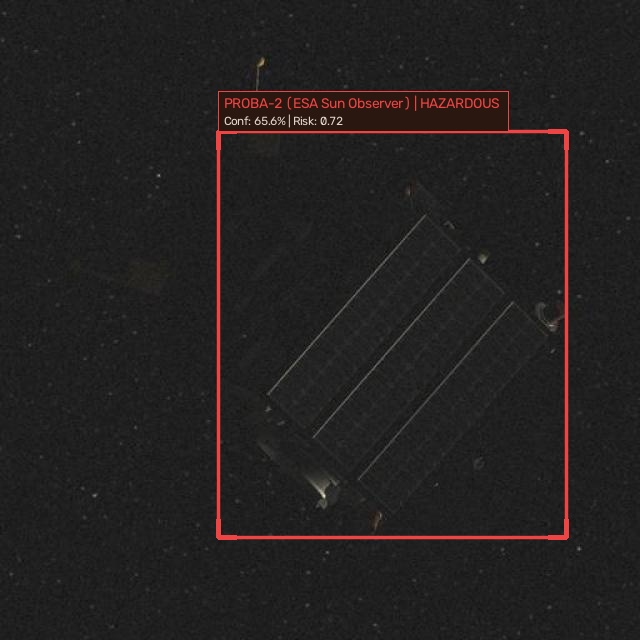 PROBA-2 (ESA Sun Observer) | HAZARDOUS
Conf: 65.6% | Risk: 0.72